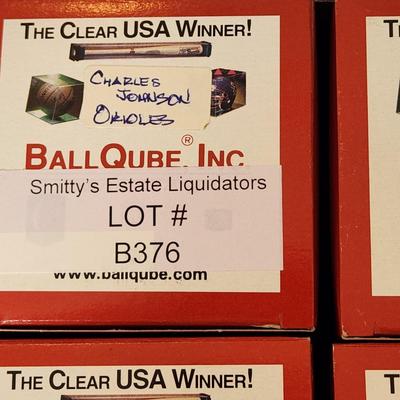 THE CLEAR USA WINNER!
CHARLES
JOHNSON
ORIOLES
BALLQUBE, INC.
®
Smitty's Estate Liquidators
LOT #
B376
www.ballqube.com
THE CLEAR USA WINNER!